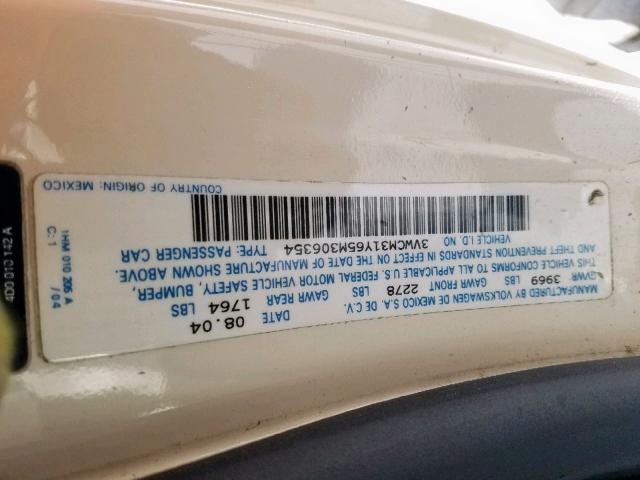 MANUFACTURED BY VOLKSWAGEN DE MEXICO S.A. DE C.V.
GVWR GAWR FRONT GAWR REAR DATE
3969 LBS 2278 LBS 1764 LBS 08.04
THIS VEHICLE CONFORMS TO ALL APPLICABLE U.S. FEDERAL MOTOR VEHICLE SAFETY, BUMPER,
AND THEFT PREVENTION STANDARDS IN EFFECT ON THE DATE OF MANUFACTURE SHOWN ABOVE.
VEHICLE I.D. NO TYPE: PASSENGER CAR
3VWCM31Y65M306354
COUNTRY OF ORIGIN: MEXICO
1HM 010 205 A
C: 1 / 04
4D0 010 142 A